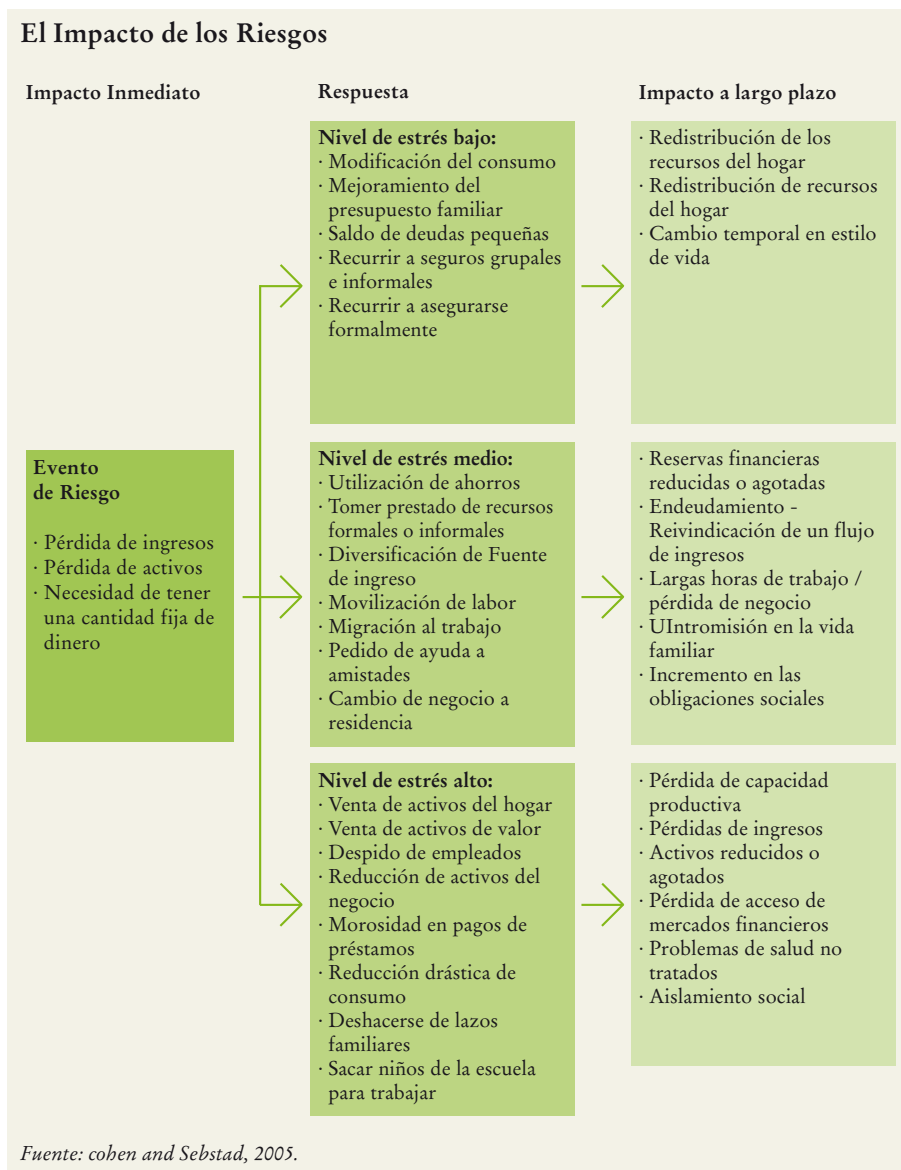 El Impacto de los Riesgos
Impacto Inmediato
Respuesta
Impacto a largo plazo
Evento
de Riesgo
· Pérdida de ingresos
· Pérdida de activos
· Necesidad de tener
una cantidad fija de
dinero
Nivel de estrés bajo:
· Modificación del consumo
· Mejoramiento del
presupuesto familiar
· Saldo de deudas pequeñas
· Recurrir a seguros grupales
e informales
· Recurrir a asegurarse
formalmente
· Redistribución de los
recursos del hogar
· Redistribución de recursos
del hogar
· Cambio temporal en estilo
de vida
Nivel de estrés medio:
· Utilización de ahorros
· Tomer prestado de recursos
formales o informales
· Diversificación de Fuente
de ingreso
· Movilización de labor
· Migración al trabajo
· Pedido de ayuda a
amistades
· Cambio de negocio a
residencia
· Reservas financieras
reducidas o agotadas
· Endeudamiento -
Reivindicación de un flujo
de ingresos
· Largas horas de trabajo /
pérdida de negocio
· UIntromisión en la vida
familiar
· Incremento en las
obligaciones sociales
Nivel de estrés alto:
· Venta de activos del hogar
· Venta de activos de valor
· Despido de empleados
· Reducción de activos del
negocio
· Morosidad en pagos de
préstamos
· Reducción drástica de
consumo
· Deshacerse de lazos
familiares
· Sacar niños de la escuela
para trabajar
· Pérdida de capacidad
productiva
· Pérdidas de ingresos
· Activos reducidos o
agotados
· Pérdida de acceso de
mercados financieros
· Problemas de salud no
tratados
· Aislamiento social
Fuente: cohen and Sebstad, 2005.